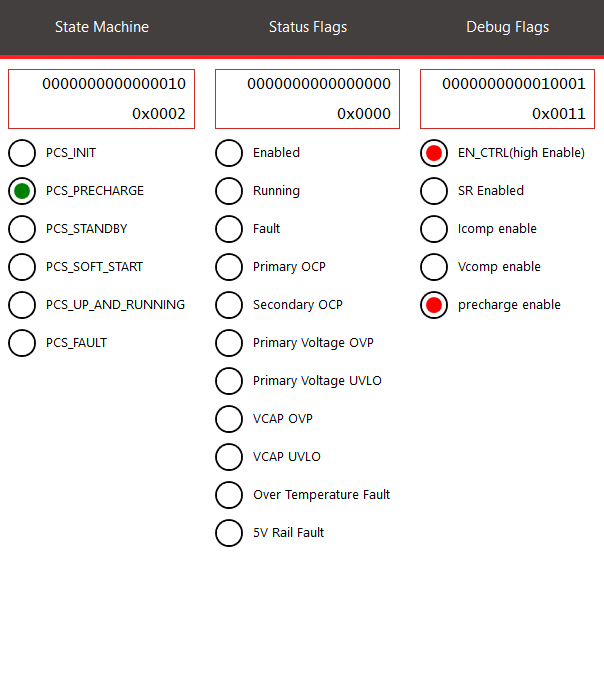 State Machine
Status Flags
Debug Flags
0000000000000010
0x0002
0000000000000000
0x0000
0000000000010001
0x0011
PCS_INIT
PCS_PRECHARGE
PCS_STANDBY
PCS_SOFT_START
PCS_UP_AND_RUNNING
PCS_FAULT
Enabled
Running
Fault
Primary OCP
Secondary OCP
Primary Voltage OVP
Primary Voltage UVLO
VCAP OVP
VCAP UVLO
Over Temperature Fault
5V Rail Fault
EN_CTRL(high Enable)
SR Enabled
Icomp enable
Vcomp enable
precharge enable